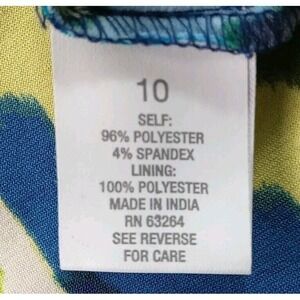 10
SELF:
96% POLYESTER
4% SPANDEX
LINING:
100% POLYESTER
MADE IN INDIA
RN 63264
SEE REVERSE
FOR CARE